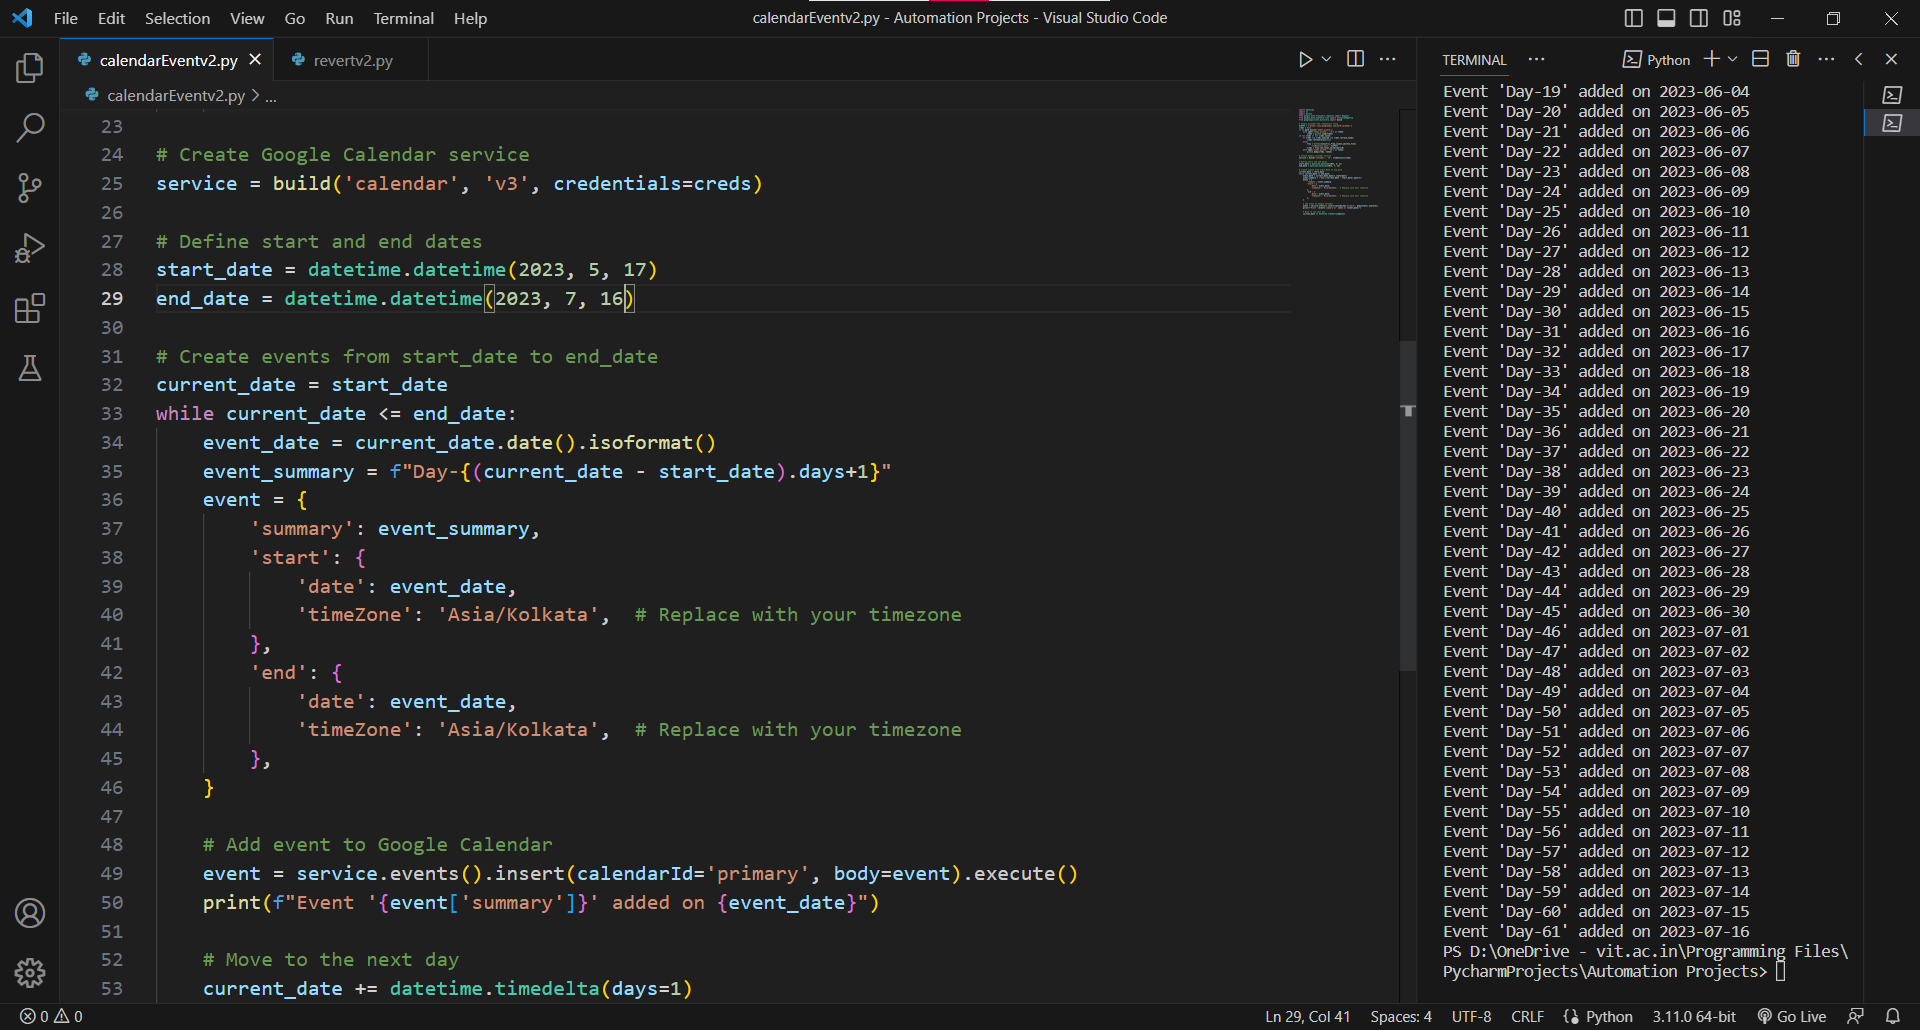 File Edit Selection View Go Run Terminal Help
calendarEventv2.py - Automation Projects - Visual Studio Code
calendarEventv2.py
revertv2.py
calendarEventv2.py > ...
23
24 # Create Google Calendar service
25 service = build('calendar', 'v3', credentials=creds)
26
27 # Define start and end dates
28 start_date = datetime.datetime(2023, 5, 17)
29 end_date = datetime.datetime(2023, 7, 16)
30
31 # Create events from start_date to end_date
32 current_date = start_date
33 while current_date <= end_date:
34     event_date = current_date.date().isoformat()
35     event_summary = f"Day-{(current_date - start_date).days+1}"
36     event = {
37         'summary': event_summary,
38         'start': {
39             'date': event_date,
40             'timeZone': 'Asia/Kolkata',  # Replace with your timezone
41         },
42         'end': {
43             'date': event_date,
44             'timeZone': 'Asia/Kolkata',  # Replace with your timezone
45         },
46     }
47
48     # Add event to Google Calendar
49     event = service.events().insert(calendarId='primary', body=event).execute()
50     print(f"Event '{event['summary']}' added on {event_date}")
51
52     # Move to the next day
53     current_date += datetime.timedelta(days=1)
TERMINAL ... Python
Event 'Day-19' added on 2023-06-04
Event 'Day-20' added on 2023-06-05
Event 'Day-21' added on 2023-06-06
Event 'Day-22' added on 2023-06-07
Event 'Day-23' added on 2023-06-08
Event 'Day-24' added on 2023-06-09
Event 'Day-25' added on 2023-06-10
Event 'Day-26' added on 2023-06-11
Event 'Day-27' added on 2023-06-12
Event 'Day-28' added on 2023-06-13
Event 'Day-29' added on 2023-06-14
Event 'Day-30' added on 2023-06-15
Event 'Day-31' added on 2023-06-16
Event 'Day-32' added on 2023-06-17
Event 'Day-33' added on 2023-06-18
Event 'Day-34' added on 2023-06-19
Event 'Day-35' added on 2023-06-20
Event 'Day-36' added on 2023-06-21
Event 'Day-37' added on 2023-06-22
Event 'Day-38' added on 2023-06-23
Event 'Day-39' added on 2023-06-24
Event 'Day-40' added on 2023-06-25
Event 'Day-41' added on 2023-06-26
Event 'Day-42' added on 2023-06-27
Event 'Day-43' added on 2023-06-28
Event 'Day-44' added on 2023-06-29
Event 'Day-45' added on 2023-06-30
Event 'Day-46' added on 2023-07-01
Event 'Day-47' added on 2023-07-02
Event 'Day-48' added on 2023-07-03
Event 'Day-49' added on 2023-07-04
Event 'Day-50' added on 2023-07-05
Event 'Day-51' added on 2023-07-06
Event 'Day-52' added on 2023-07-07
Event 'Day-53' added on 2023-07-08
Event 'Day-54' added on 2023-07-09
Event 'Day-55' added on 2023-07-10
Event 'Day-56' added on 2023-07-11
Event 'Day-57' added on 2023-07-12
Event 'Day-58' added on 2023-07-13
Event 'Day-59' added on 2023-07-14
Event 'Day-60' added on 2023-07-15
Event 'Day-61' added on 2023-07-16
PS D:\OneDrive - vit.ac.in\Programming Files\
PycharmProjects\Automation Projects>
0 0
Ln 29, Col 41 Spaces: 4 UTF-8 CRLF Python 3.11.0 64-bit Go Live